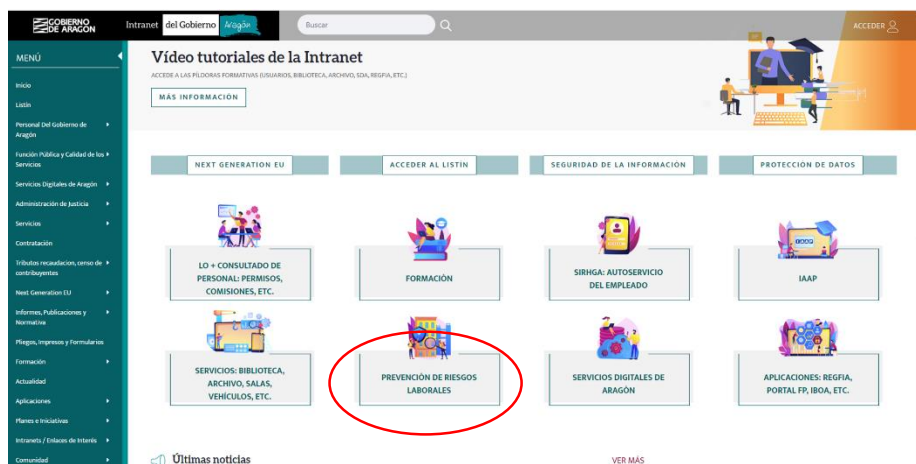 GOBIERNO
DE ARAGON
Intranet del Gobierno Aragón
Buscar
ACCEDER
MENÚ
Inicio
Listín
Personal Del Gobierno de
Aragón
Función Pública y Calidad de los
Servicios
Servicios Digitales de Aragón
Administración de Justicia
Servicios
Contratación
Tributos recaudacion, censo de
contribuyentes
Next Generation EU
Informes, Publicaciones y
Normativa
Pliegos, Impresos y Formularios
Formación
Actualidad
Aplicaciones
Planes e Iniciativas
Intranets / Enlaces de Interés
Comunidad
Vídeo tutoriales de la Intranet
ACCEDE A LAS PÍLDORAS FORMATIVAS (USUARIOS, BIBLIOTECA, ARCHIVO, SDA, REGFIA, ETC.)
MÁS INFORMACIÓN
NEXT GENERATION EU
ACCEDER AL LISTÍN
SEGURIDAD DE LA INFORMACIÓN
PROTECCIÓN DE DATOS
LO + CONSULTADO DE
PERSONAL: PERMISOS,
COMISIONES, ETC.
FORMACIÓN
SIRHGA: AUTOSERVICIO
DEL EMPLEADO
IAAP
SERVICIOS: BIBLIOTECA,
ARCHIVO, SALAS,
VEHÍCULOS, ETC.
PREVENCIÓN DE RIESGOS
LABORALES
SERVICIOS DIGITALES DE
ARAGÓN
APLICACIONES: REGFIA,
PORTAL FP, IBOA, ETC.
Últimas noticias
VER MÁS